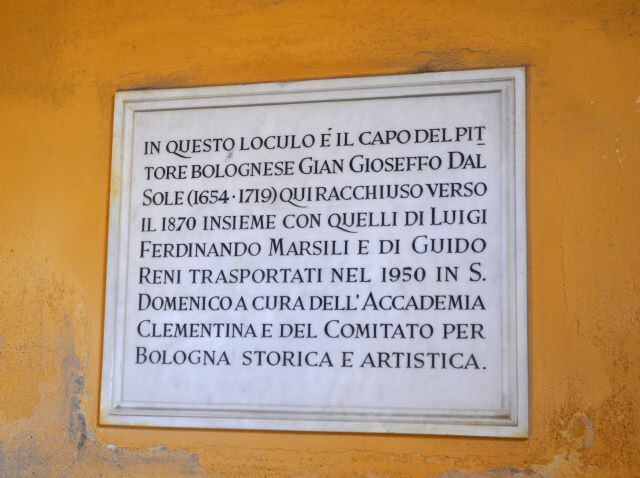 IN QUESTO LOCULO É IL CAPO DEL PIT
TORE BOLOGNESE GIAN GIOSEFFO DAL
SOLE (1654·1719) QUI RACCHIUSO VERSO
IL 1870 INSIEME CON QUELLI DI LUIGI
FERDINANDO MARSILI E DI GUIDO
RENI TRASPORTATI NEL 1950 IN S.
DOMENICO A CURA DELL'ACCADEMIA
CLEMENTINA E DEL COMITATO PER
BOLOGNA STORICA E ARTISTICA.